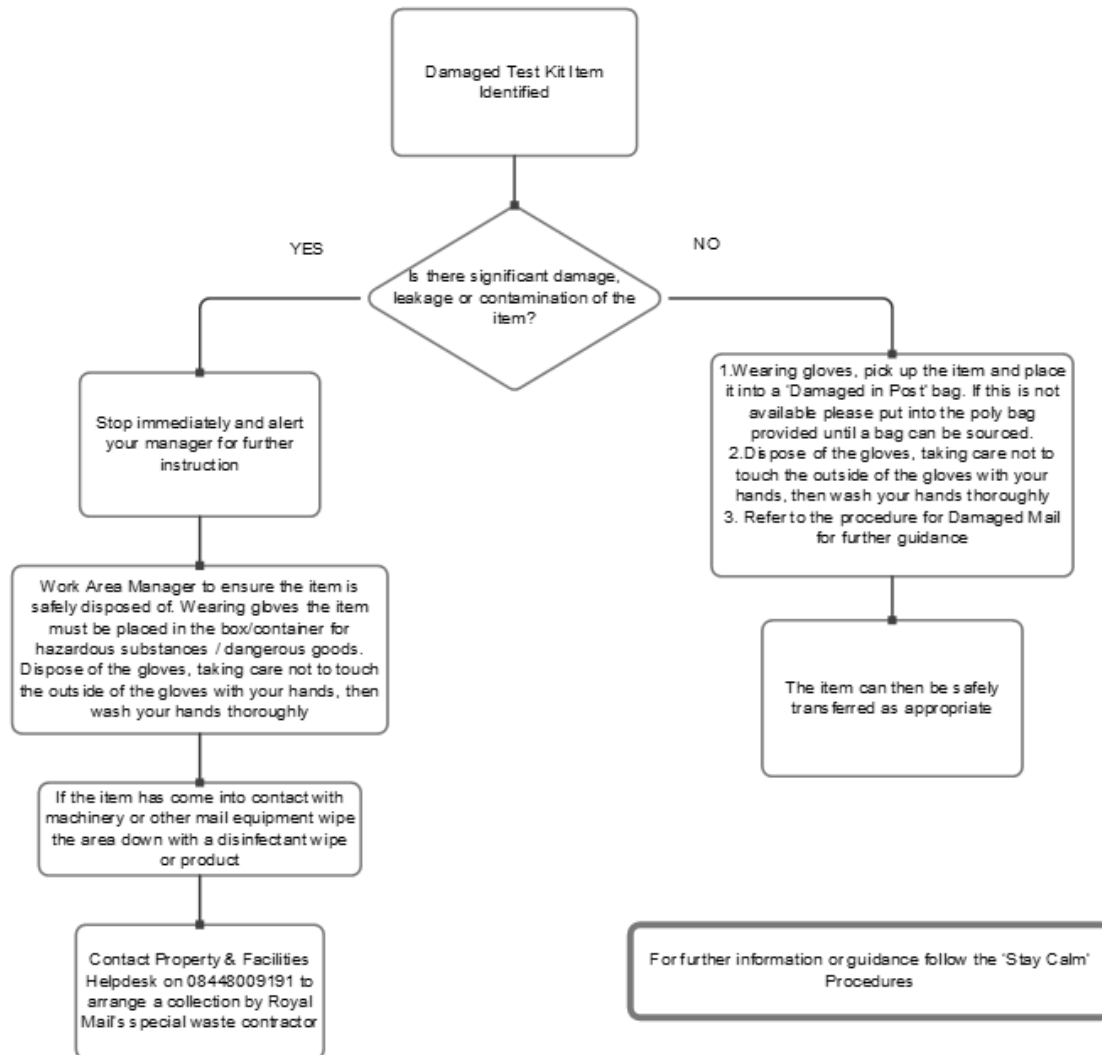 Damaged Test Kit Item
Identified
YES
NO
Is there significant damage,
leakage or contamination of the
item?
Stop immediately and alert
your manager for further
instruction
1.Wearing gloves, pick up the item and place
it into a 'Damaged in Post' bag. If this is not
available please put into the poly bag
provided until a bag can be sourced.
2.Dispose of the gloves, taking care not to
touch the outside of the gloves with your
hands, then wash your hands thoroughly
3. Refer to the procedure for Damaged Mail
for further guidance
Work Area Manager to ensure the item is
safely disposed of. Wearing gloves the item
must be placed in the box/container for
hazardous substances / dangerous goods.
Dispose of the gloves, taking care not to touch
the outside of the gloves with your hands, then
wash your hands thoroughly
The item can then be safely
transferred as appropriate
If the item has come into contact with
machinery or other mail equipment wipe
the area down with a disinfectant wipe
or product
Contact Property & Facilities
Helpdesk on 08448009191 to
arrange a collection by Royal
Mail's special waste contractor
For further information or guidance follow the 'Stay Calm'
Procedures